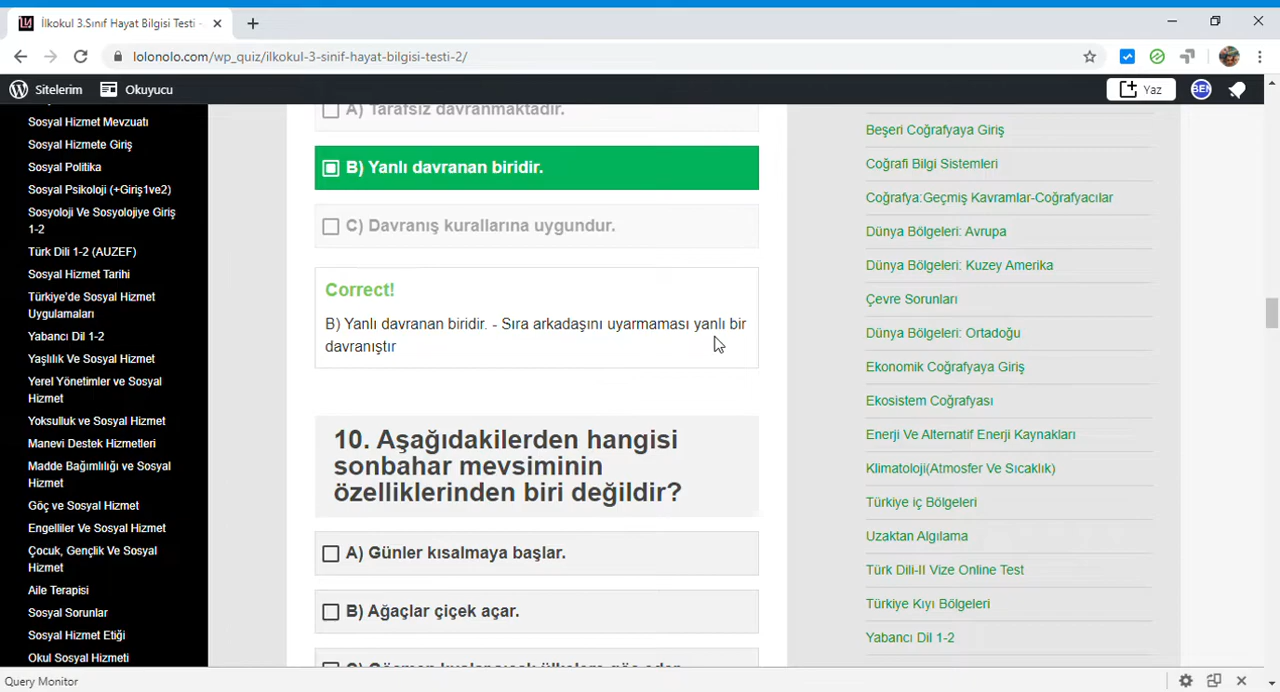 İlkokul 3.Sınıf Hayat Bilgisi Testi -
lolonolo.com/wp_quiz/ilkokul-3-sinif-hayat-bilgisi-testi-2/
Sitelerim
Okuyucu
Yaz
BEN
Sosyal Hizmet Mevzuatı
Sosyal Hizmete Giriş
Sosyal Politika
Sosyal Psikoloji (+Giriş1ve2)
Sosyoloji Ve Sosyolojiye Giriş
1-2
Türk Dili 1-2 (AUZEF)
Sosyal Hizmet Tarihi
Türkiye'de Sosyal Hizmet
Uygulamaları
Yabancı Dil 1-2
Yaşlılık Ve Sosyal Hizmet
Yerel Yönetimler ve Sosyal
Hizmet
Yoksulluk ve Sosyal Hizmet
Manevi Destek Hizmetleri
Madde Bağımlılığı ve Sosyal
Hizmet
Göç ve Sosyal Hizmet
Engelliler Ve Sosyal Hizmet
Çocuk, Gençlik Ve Sosyal
Hizmet
Aile Terapisi
Sosyal Sorunlar
Sosyal Hizmet Etiği
Okul Sosyal Hizmeti
A) Tarafsız davranmaktadır.
B) Yanlı davranan biridir.
C) Davranış kurallarına uygundur.
Correct!
B) Yanlı davranan biridir. - Sıra arkadaşını uyarmaması yanlı bir
davranıştır
10. Aşağıdakilerden hangisi
sonbahar mevsiminin
özelliklerinden biri değildir?
A) Günler kısalmaya başlar.
B) Ağaçlar çiçek açar.
C) Göçmen kuşlar sıcak ülkelere göç eder.
Beşeri Coğrafyaya Giriş
Coğrafi Bilgi Sistemleri
Coğrafya:Geçmiş Kavramlar-Coğrafyacılar
Dünya Bölgeleri: Avrupa
Dünya Bölgeleri: Kuzey Amerika
Çevre Sorunları
Dünya Bölgeleri: Ortadoğu
Ekonomik Coğrafyaya Giriş
Ekosistem Coğrafyası
Enerji Ve Alternatif Enerji Kaynakları
Klimatoloji(Atmosfer Ve Sıcaklık)
Türkiye iç Bölgeleri
Uzaktan Algılama
Türk Dili-II Vize Online Test
Türkiye Kıyı Bölgeleri
Yabancı Dil 1-2
Query Monitor